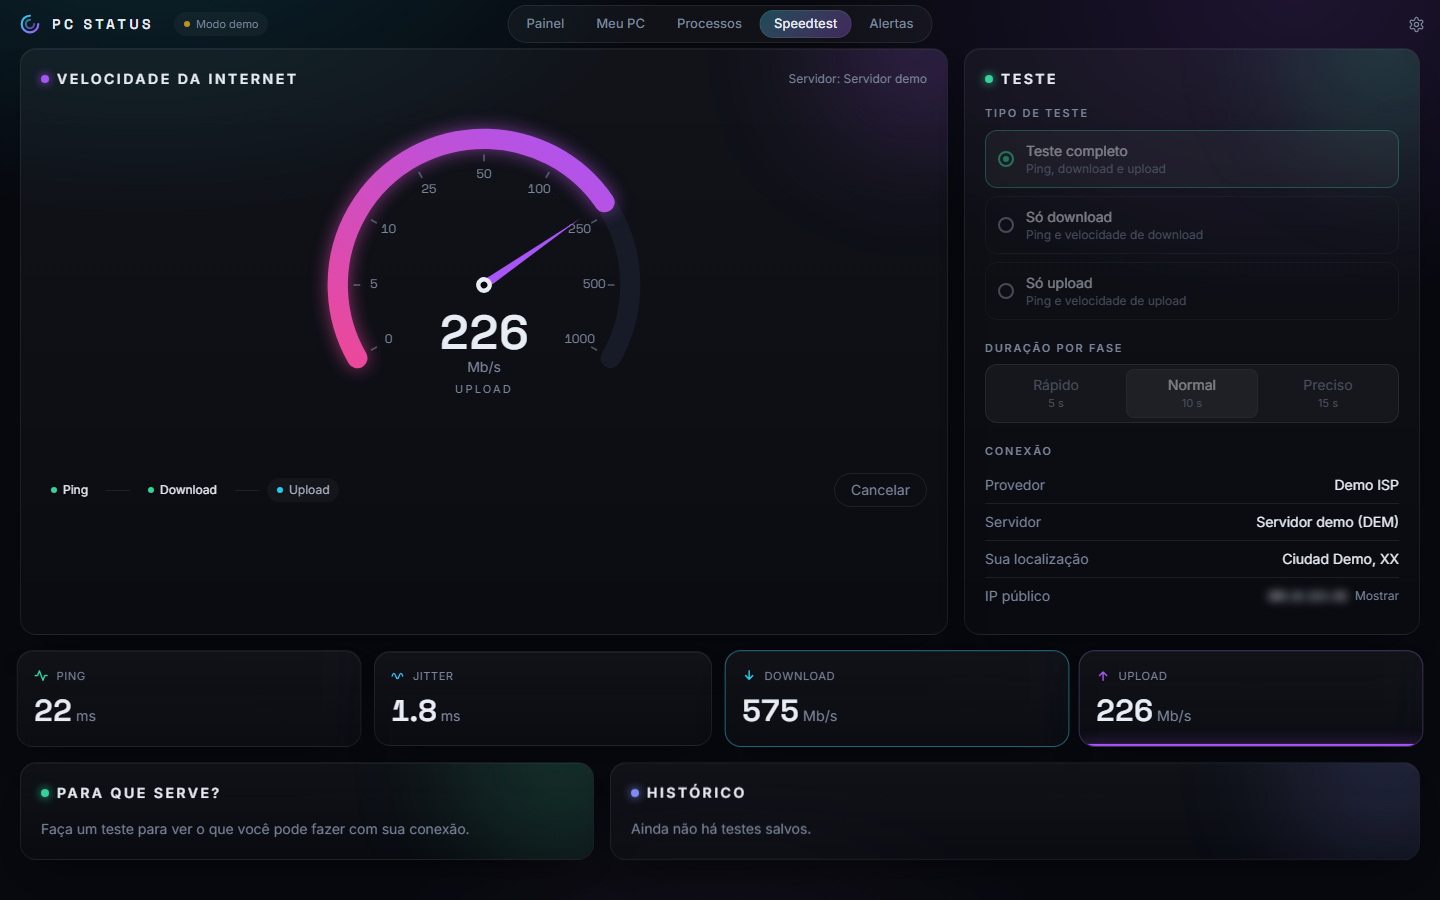 PC STATUS
Modo demo
Painel
Meu PC
Processos
Speedtest
Alertas
VELOCIDADE DA INTERNET
Servidor: Servidor demo
0
5
10
25
50
100
250
500
1000
226
Mb/s
UPLOAD
Ping
Download
Upload
Cancelar
TESTE
TIPO DE TESTE
Teste completo
Ping, download e upload
Só download
Ping e velocidade de download
Só upload
Ping e velocidade de upload
DURAÇÃO POR FASE
Rápido
5 s
Normal
10 s
Preciso
15 s
CONEXÃO
Provedor Demo ISP
Servidor Servidor demo (DEM)
Sua localização Ciudad Demo, XX
IP público Mostrar
PING
22 ms
JITTER
1.8 ms
DOWNLOAD
575 Mb/s
UPLOAD
226 Mb/s
PARA QUE SERVE?
Faça um teste para ver o que você pode fazer com sua conexão.
HISTÓRICO
Ainda não há testes salvos.